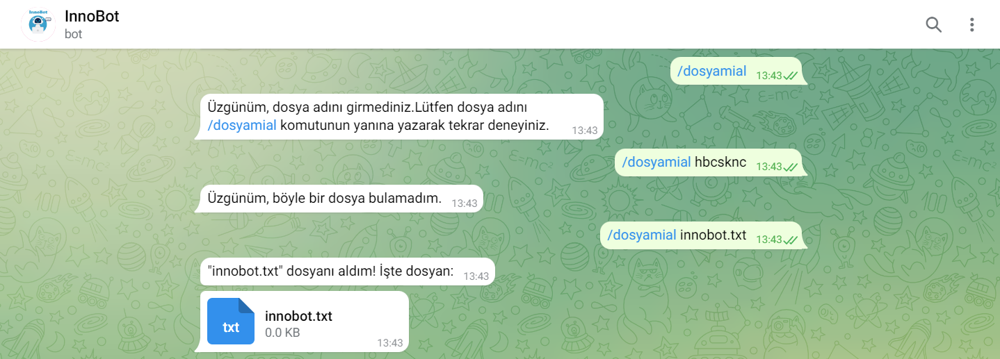 InnoBot
InnoBot
bot
/dosyamial 13:43
Üzgünüm, dosya adını girmediniz.Lütfen dosya adını
/dosyamial komutunun yanına yazarak tekrar deneyiniz. 13:43
/dosyamial hbcsknc 13:43
Üzgünüm, böyle bir dosya bulamadım. 13:43
/dosyamial innobot.txt 13:43
"innobot.txt" dosyanı aldım! İşte dosyan: 13:43
txt
innobot.txt
0.0 KB
13:43